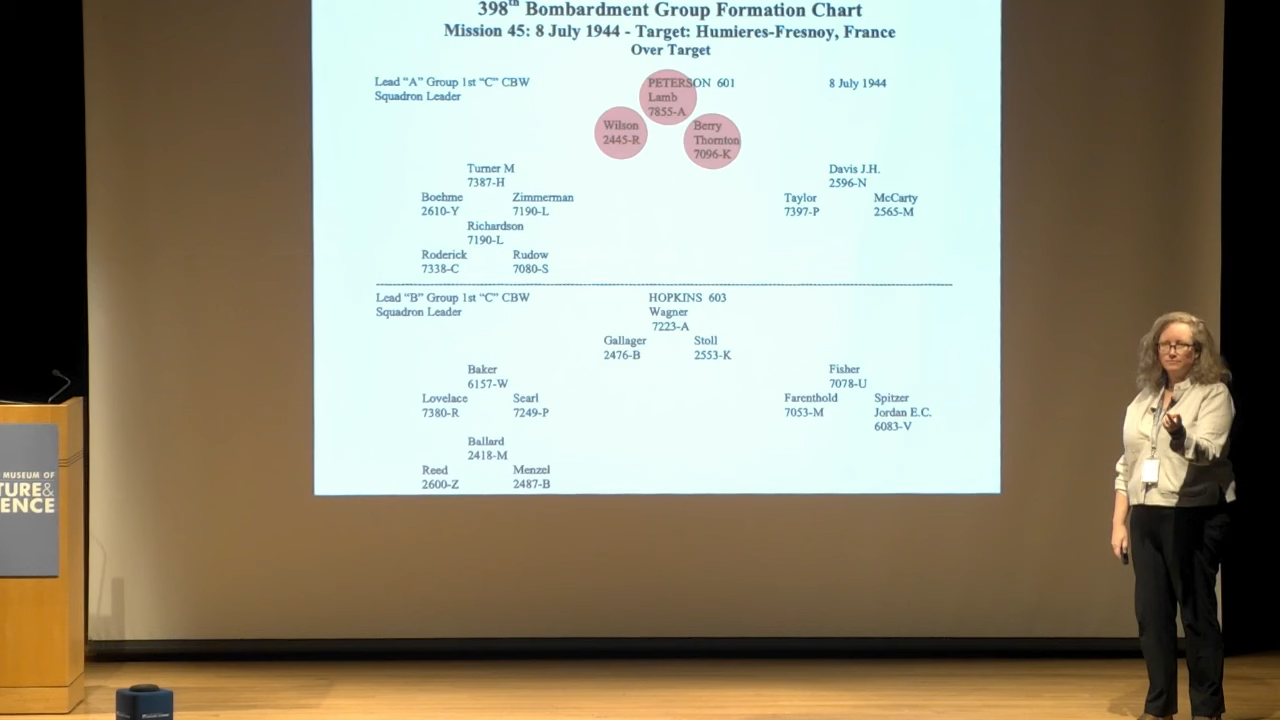 398th Bombardment Group Formation Chart
Mission 45: 8 July 1944 - Target: Humieres-Fresnoy, France
Over Target
Lead "A" Group 1st "C" CBW
Squadron Leader
PETERSON 601
Lamb
7855-A
8 July 1944
Wilson
2445-R
Berry
Thornton
7096-K
Turner M
7387-H
Boehme
2610-Y
Zimmerman
7190-L
Richardson
7190-L
Roderick
7338-C
Rudow
7080-S
Davis J.H.
2596-N
Taylor
7397-P
McCarty
2565-M
Lead "B" Group 1st "C" CBW
Squadron Leader
HOPKINS 603
Wagner
7223-A
Gallager
2476-B
Stoll
2553-K
Baker
6157-W
Lovelace
7380-R
Searl
7249-P
Ballard
2418-M
Reed
2600-Z
Menzel
2487-B
Fisher
7078-U
Farenthold
7053-M
Spitzer
Jordan E.C.
6083-V
MUSEUM OF
TURE&
ENCE